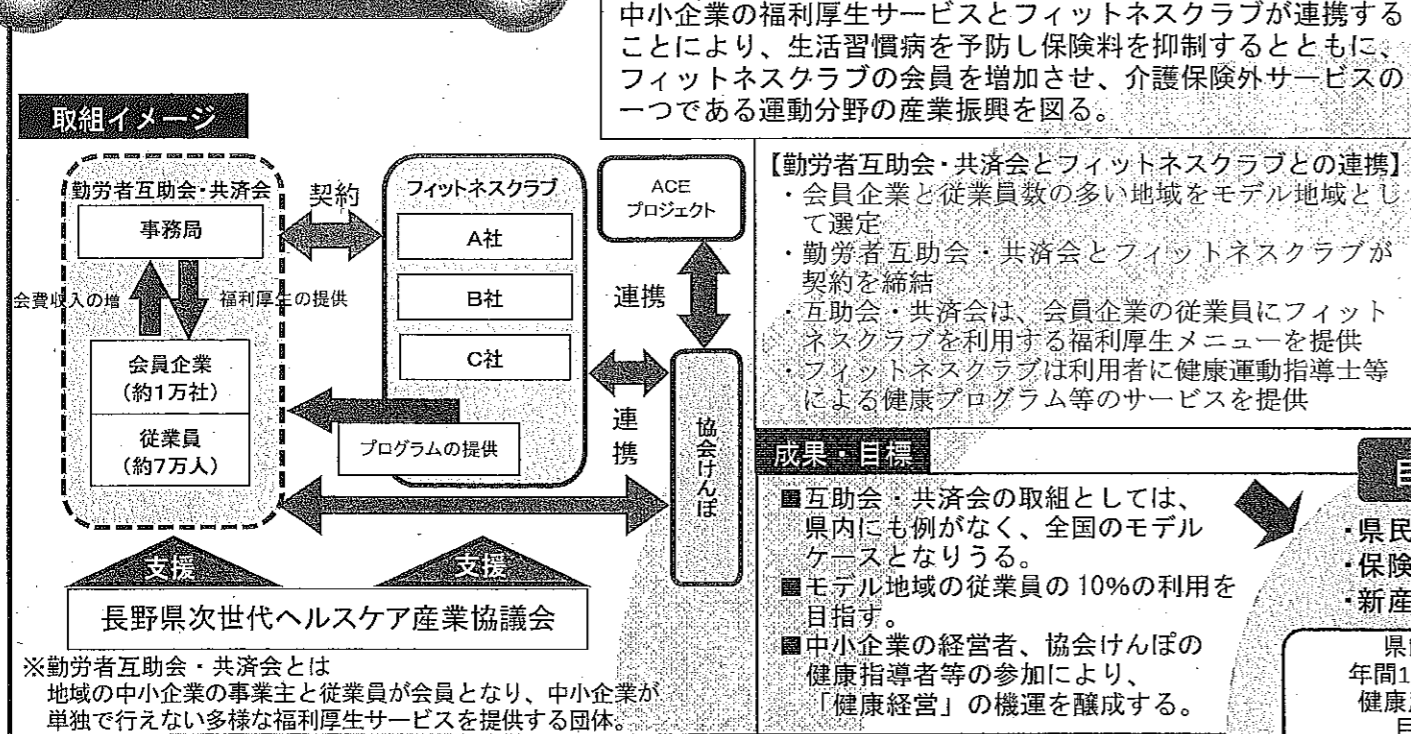 中小企業の福利厚生サービスとフィットネスクラブが連携する
ことにより、生活習慣病を予防し保険料を抑制するとともに、
フィットネスクラブの会員を増加させ、介護保険外サービスの
一つである運動分野の産業振興を図る。
取組イメージ
勤労者互助会・共済会
事務局
会費収入の増
福利厚生の提供
会員企業
(約1万社)
従業員
(約7万人)
契約
フィットネスクラブ
A社
B社
C社
プログラムの提供
ACE
プロジェクト
連携
連
携
協会けんぽ
支援
支援
長野県次世代ヘルスケア産業協議会
※勤労者互助会・共済会とは
地域の中小企業の事業主と従業員が会員となり、中小企業が
単独で行えない多様な福利厚生サービスを提供する団体。
【勤労者互助会・共済会とフィットネスクラブとの連携】
・会員企業と従業員数の多い地域をモデル地域とし
て選定
・勤労者互助会・共済会とフィットネスクラブが
契約を締結
・互助会・共済会は、会員企業の従業員にフィット
ネスクラブを利用する福利厚生メニューを提供
・フィットネスクラブは利用者に健康運動指導士等
による健康プログラム等のサービスを提供
成果・目標
■互助会・共済会の取組としては、
県内にも例がなく、全国のモデル
ケースとなりうる。
■モデル地域の従業員の10%の利用を
目指す。
■中小企業の経営者、協会けんぽの
健康指導者等の参加により、
「健康経営」の機運を醸成する。
・県民
・保険
・新産
年間1
健康